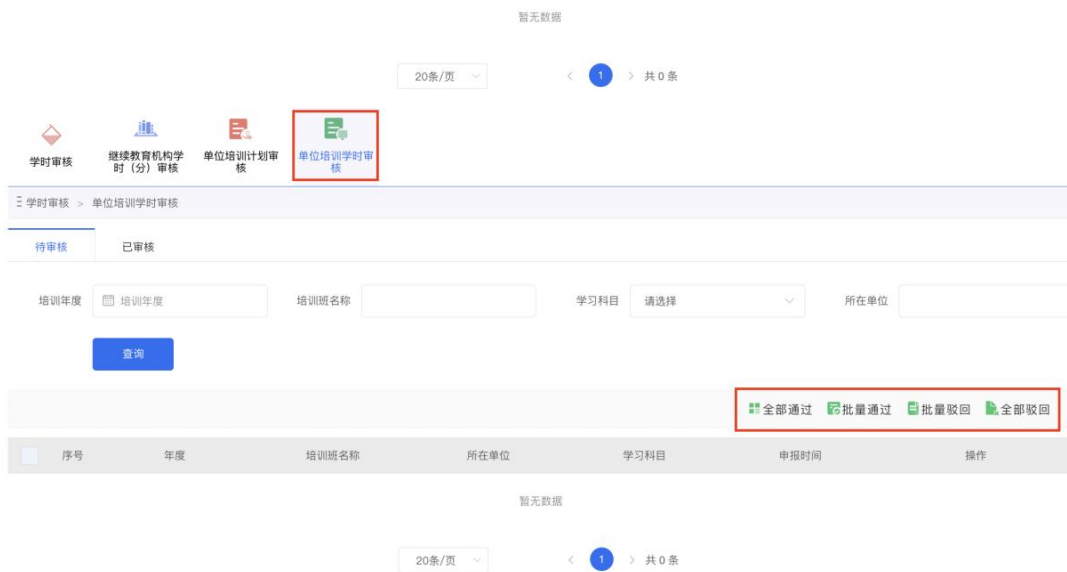 暂无数据
20条/页 < 1 > 共 0 条
学时审核
继续教育机构学时（分）审核
单位培训计划审核
单位培训学时审核
学时审核 > 单位培训学时审核
待审核 已审核
培训年度 培训年度 培训班名称 学习科目 请选择 所在单位
查询
全部通过 批量通过 批量驳回 全部驳回
序号 年度 培训班名称 所在单位 学习科目 申报时间 操作
暂无数据
20条/页 < 1 > 共 0 条